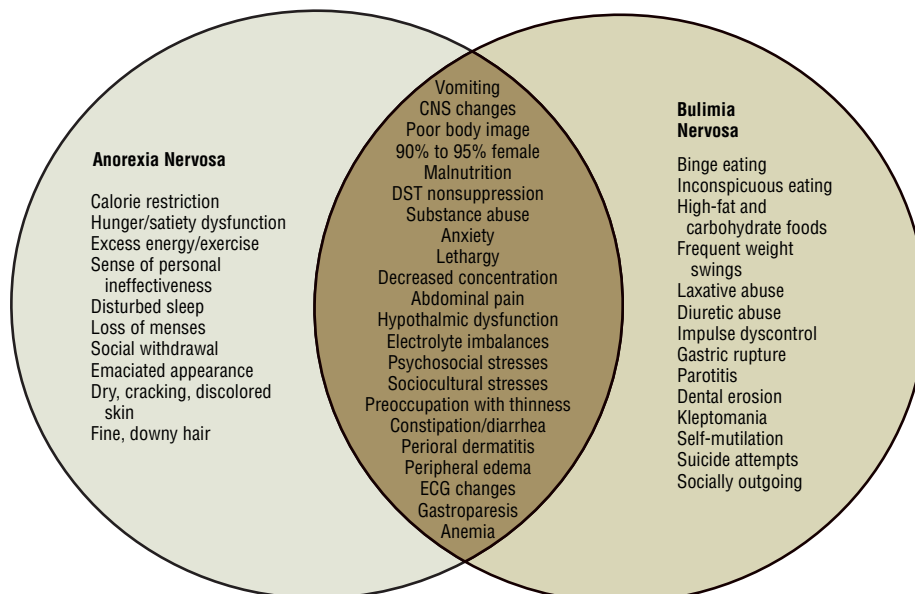 Anorexia Nervosa
Calorie restriction
Hunger/satiety dysfunction
Excess energy/exercise
Sense of personal
ineffectiveness
Disturbed sleep
Loss of menses
Social withdrawal
Emaciated appearance
Dry, cracking, discolored
skin
Fine, downy hair
Vomiting
CNS changes
Poor body image
90% to 95% female
Malnutrition
DST nonsuppression
Substance abuse
Anxiety
Lethargy
Decreased concentration
Abdominal pain
Hypothalmic dysfunction
Electrolyte imbalances
Psychosocial stresses
Sociocultural stresses
Preoccupation with thinness
Constipation/diarrhea
Perioral dermatitis
Peripheral edema
ECG changes
Gastroparesis
Anemia
Bulimia
Nervosa
Binge eating
Inconspicuous eating
High-fat and
carbohydrate foods
Frequent weight
swings
Laxative abuse
Diuretic abuse
Impulse dyscontrol
Gastric rupture
Parotitis
Dental erosion
Kleptomania
Self-mutilation
Suicide attempts
Socially outgoing